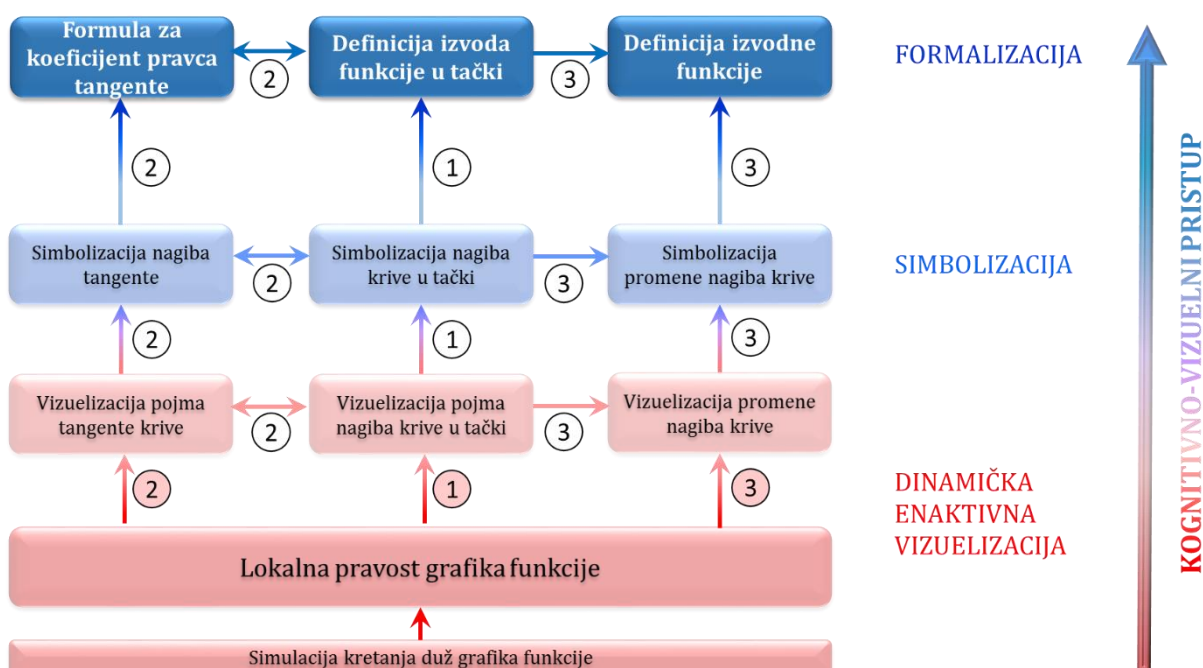 Formula za
koeficijent pravca
tangente
2
Definicija izvoda
funkcije u tački
3
Definicija izvodne
funkcije
FORMALIZACIJA
2
1
3
Simbolizacija nagiba
tangente
2
Simbolizacija nagiba
krive u tački
3
Simbolizacija
promene nagiba krive
SIMBOLIZACIJA
2
1
3
Vizuelizacija pojma
tangente krive
2
Vizuelizacija pojma
nagiba krive u tački
3
Vizuelizacija promene
nagiba krive
2
1
3
DINAMIČKA
ENAKTIVNA
VIZUELIZACIJA
Lokalna pravost grafika funkcije
Simulacija kretanja duž grafika funkcije
KOGNITIVNO-VIZUELNI PRISTUP